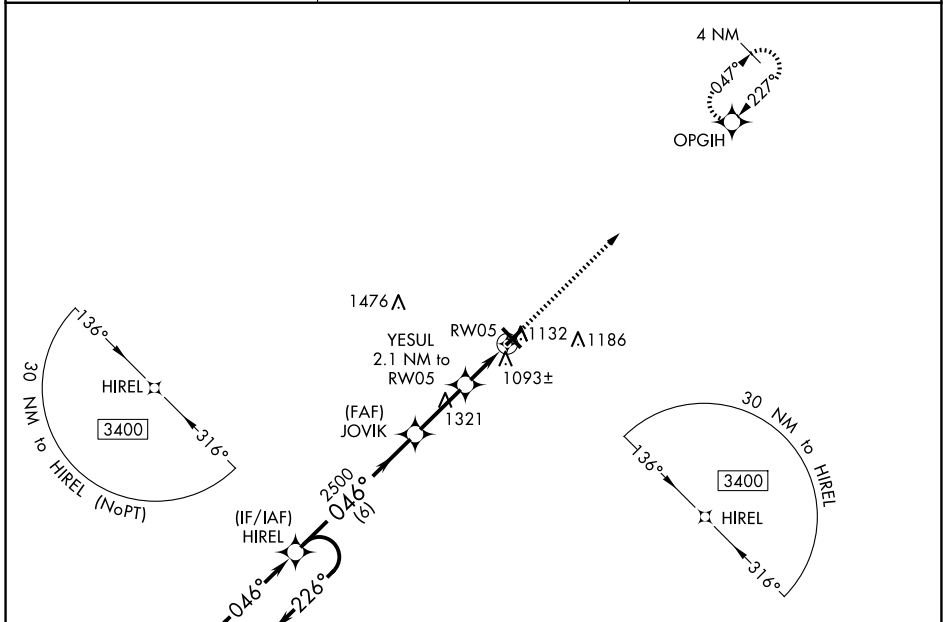 4 NM
047°
227°
OPGIH
1476
RW05
1132
1186
YESUL
2.1 NM to
RW05
1093±
1321
(FAF)
JOVIK
136°
HIREL
3400
316°
30 NM to HIREL (NoPT)
30 NM to HIREL
136°
3400
HIREL
316°
2500
046°
(6)
(IF/IAF)
HIREL
046°
226°